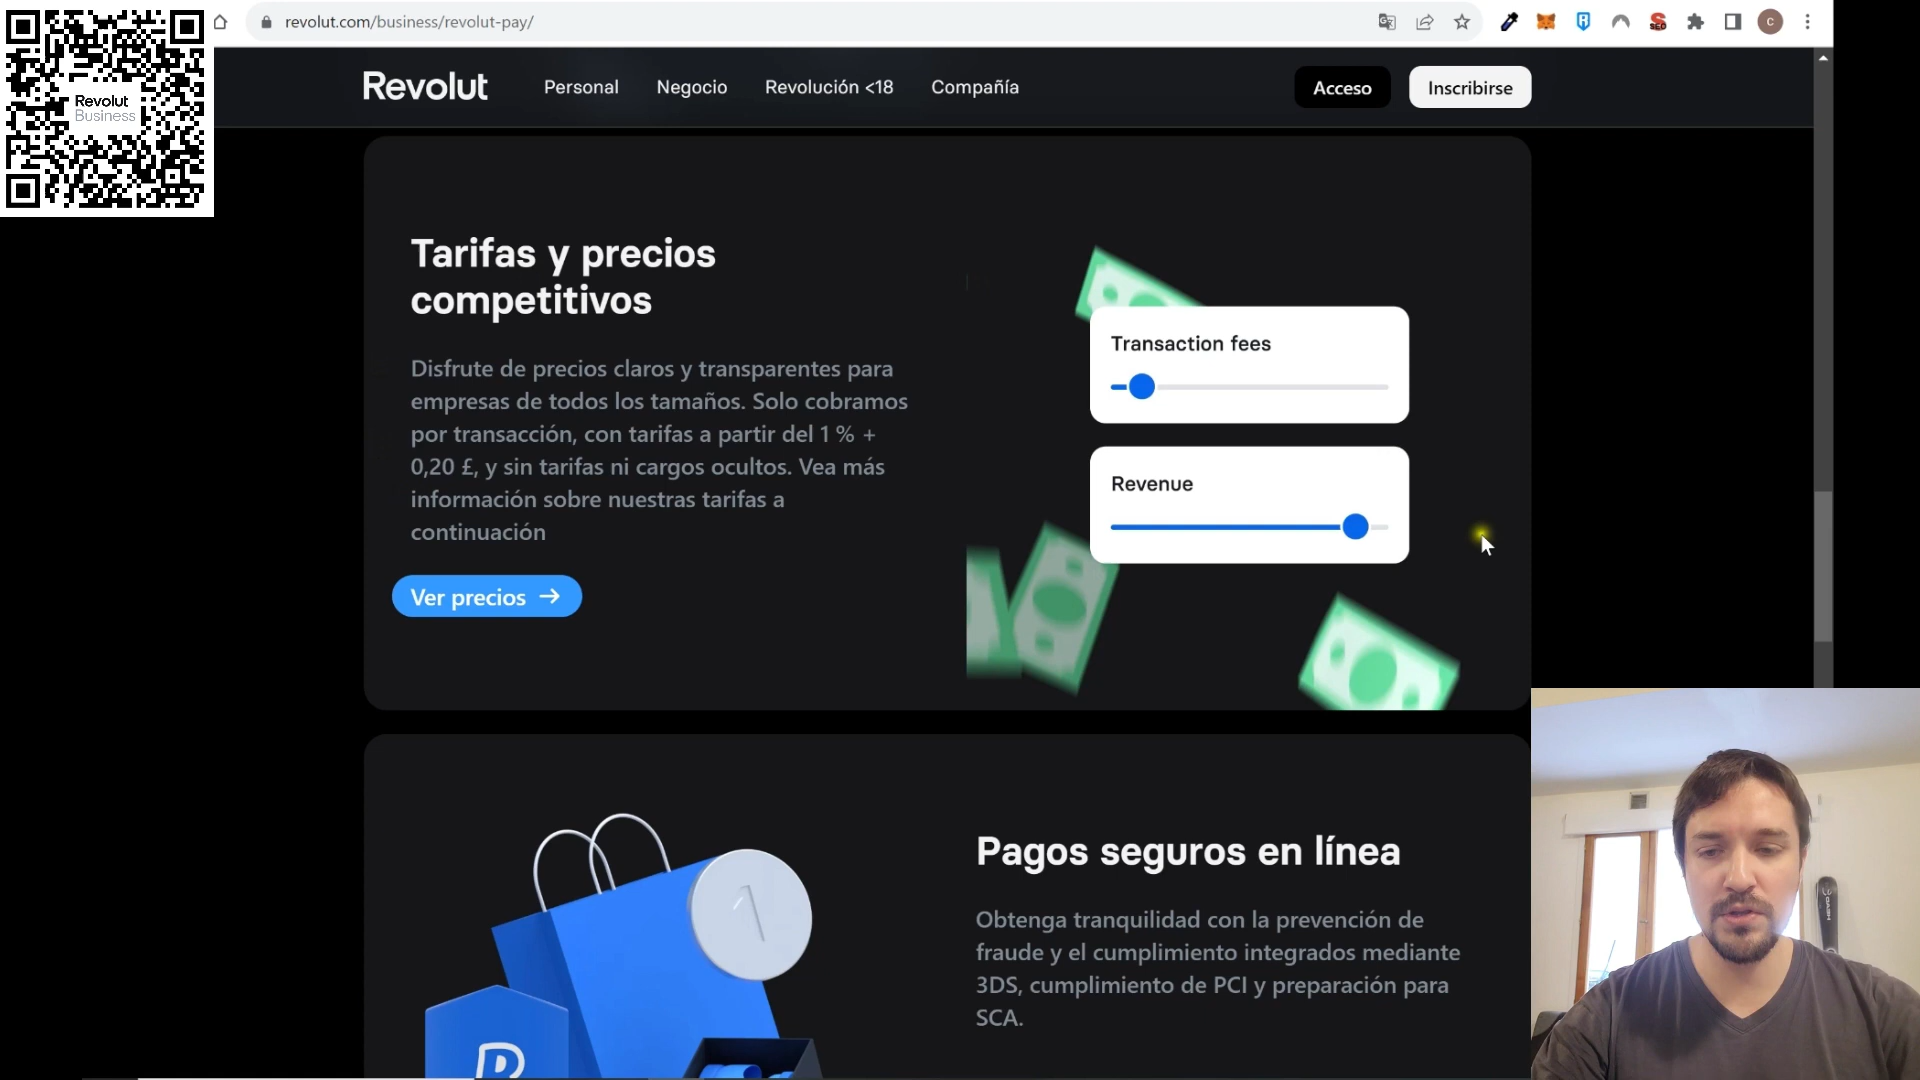 revolut.com/business/revolut-pay/
Revolut
Business
Revolut
Personal
Negocio
Revolución <18
Compañía
Acceso
Inscribirse
Tarifas y precios
competitivos
Disfrute de precios claros y transparentes para
empresas de todos los tamaños. Solo cobramos
por transacción, con tarifas a partir del 1 % +
0,20 £, y sin tarifas ni cargos ocultos. Vea más
información sobre nuestras tarifas a
continuación
Ver precios
Transaction fees
Revenue
Pagos seguros en línea
Obtenga tranquilidad con la prevención de
fraude y el cumplimiento integrados mediante
3DS, cumplimiento de PCI y preparación para
SCA.
1
R
SEO
C